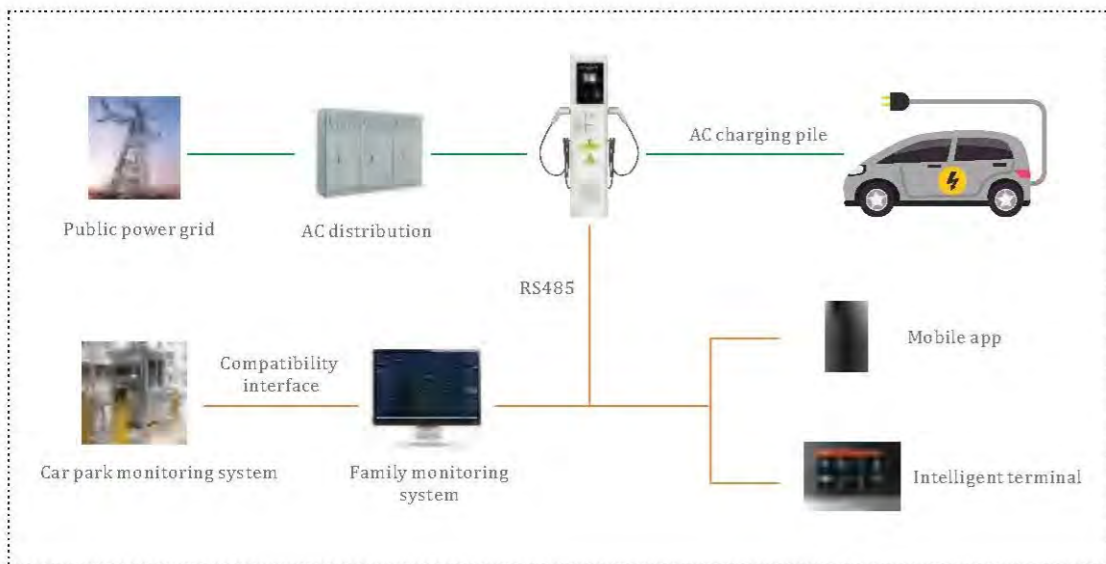 AC charging pile
Public power grid
AC distribution
RS485
Mobile app
Compatibility
interface
Car park monitoring system
Family monitoring
system
Intelligent terminal